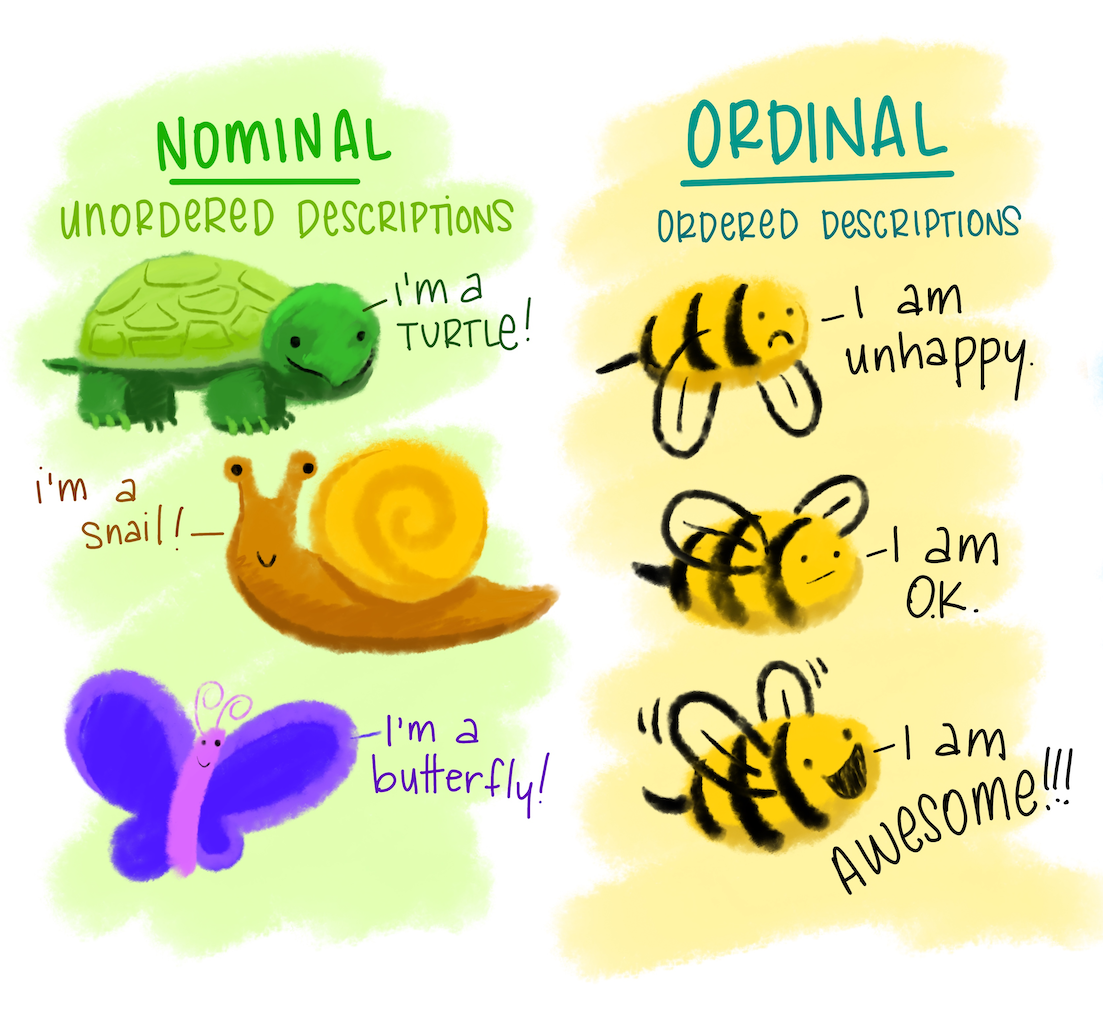 NOMINAL
UNORDERED DESCRIPTIONS
i'm a
TURTLE!
i'm a
snail!
I'm a
butterfly!
ORDINAL
ORDERED DESCRIPTIONS
I am
unhappy.
I am
O.K.
I am
AWESOME!!!